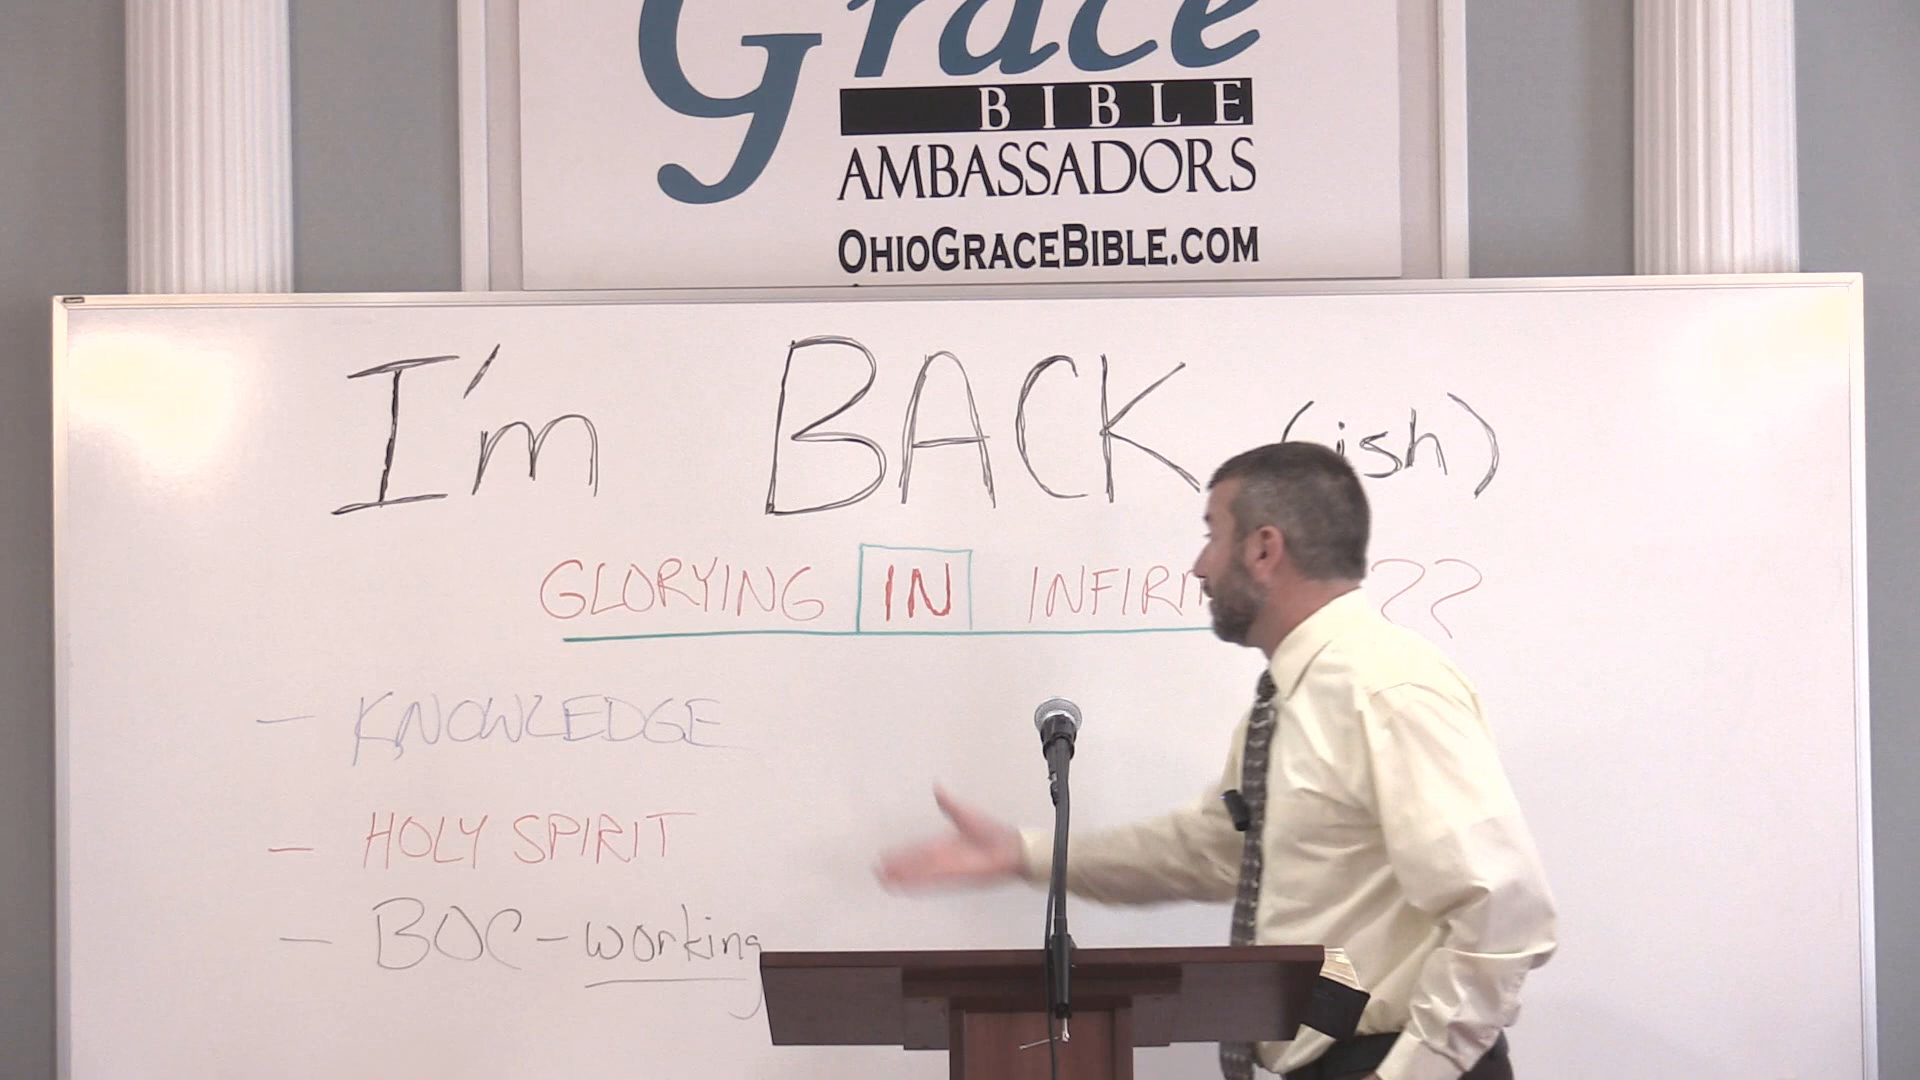 Grace
BIBLE
AMBASSADORS
OHIOGRACEBIBLE.COM
I'm BACK (ish)
GLORYING IN ??
- KNOWLEDGE
- HOLY SPIRIT
- BOC - working